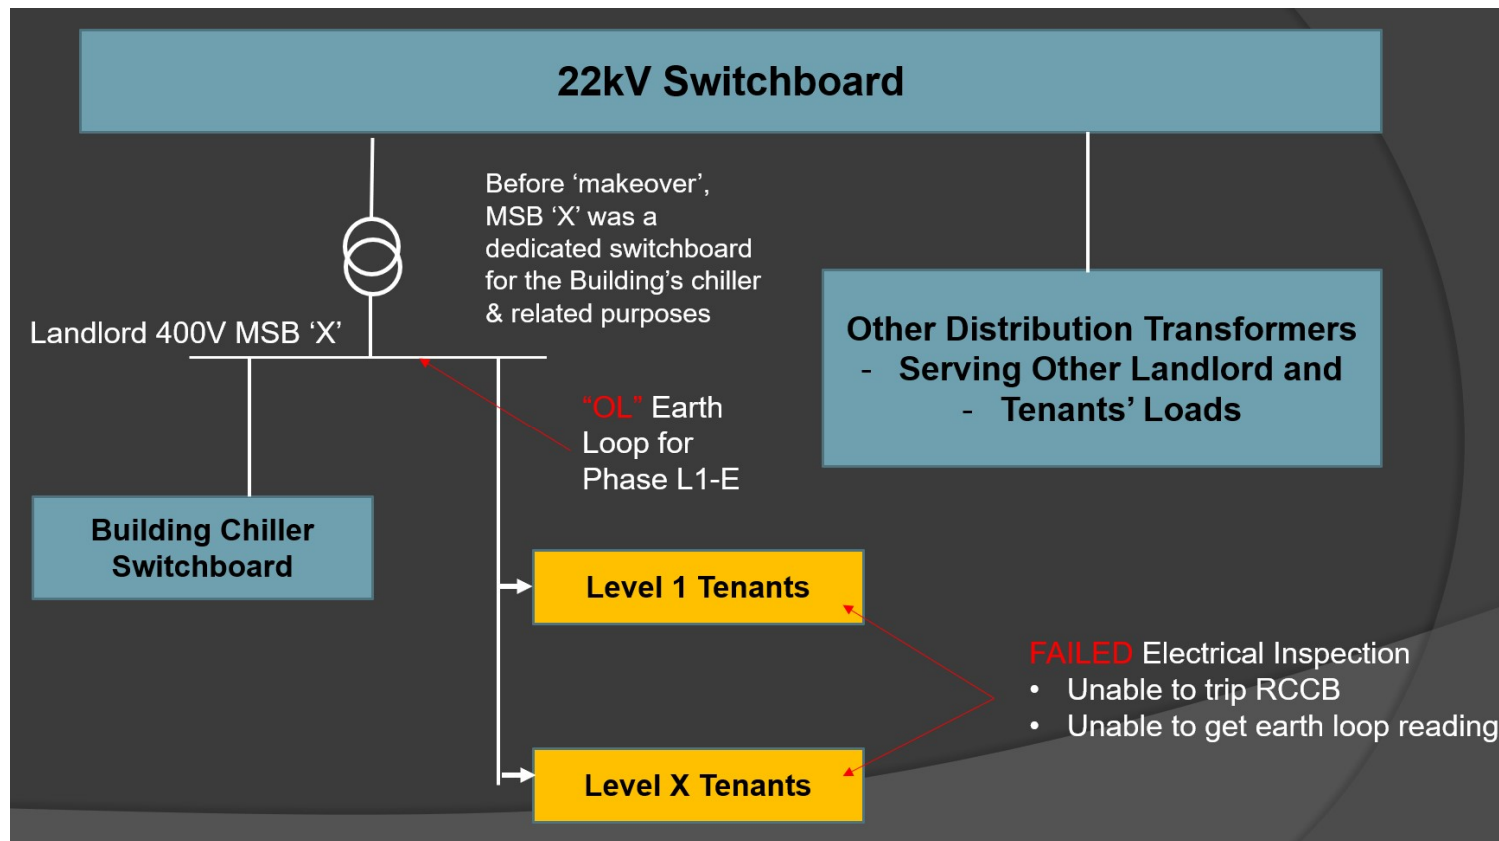 22kV Switchboard
Before ‘makeover’,
MSB ‘X’ was a
dedicated switchboard
for the Building’s chiller
& related purposes
Landlord 400V MSB ‘X’
Other Distribution Transformers
- Serving Other Landlord and
- Tenants’ Loads
“OL” Earth
Loop for
Phase L1-E
Building Chiller
Switchboard
Level 1 Tenants
FAILED Electrical Inspection
• Unable to trip RCCB
• Unable to get earth loop reading
Level X Tenants